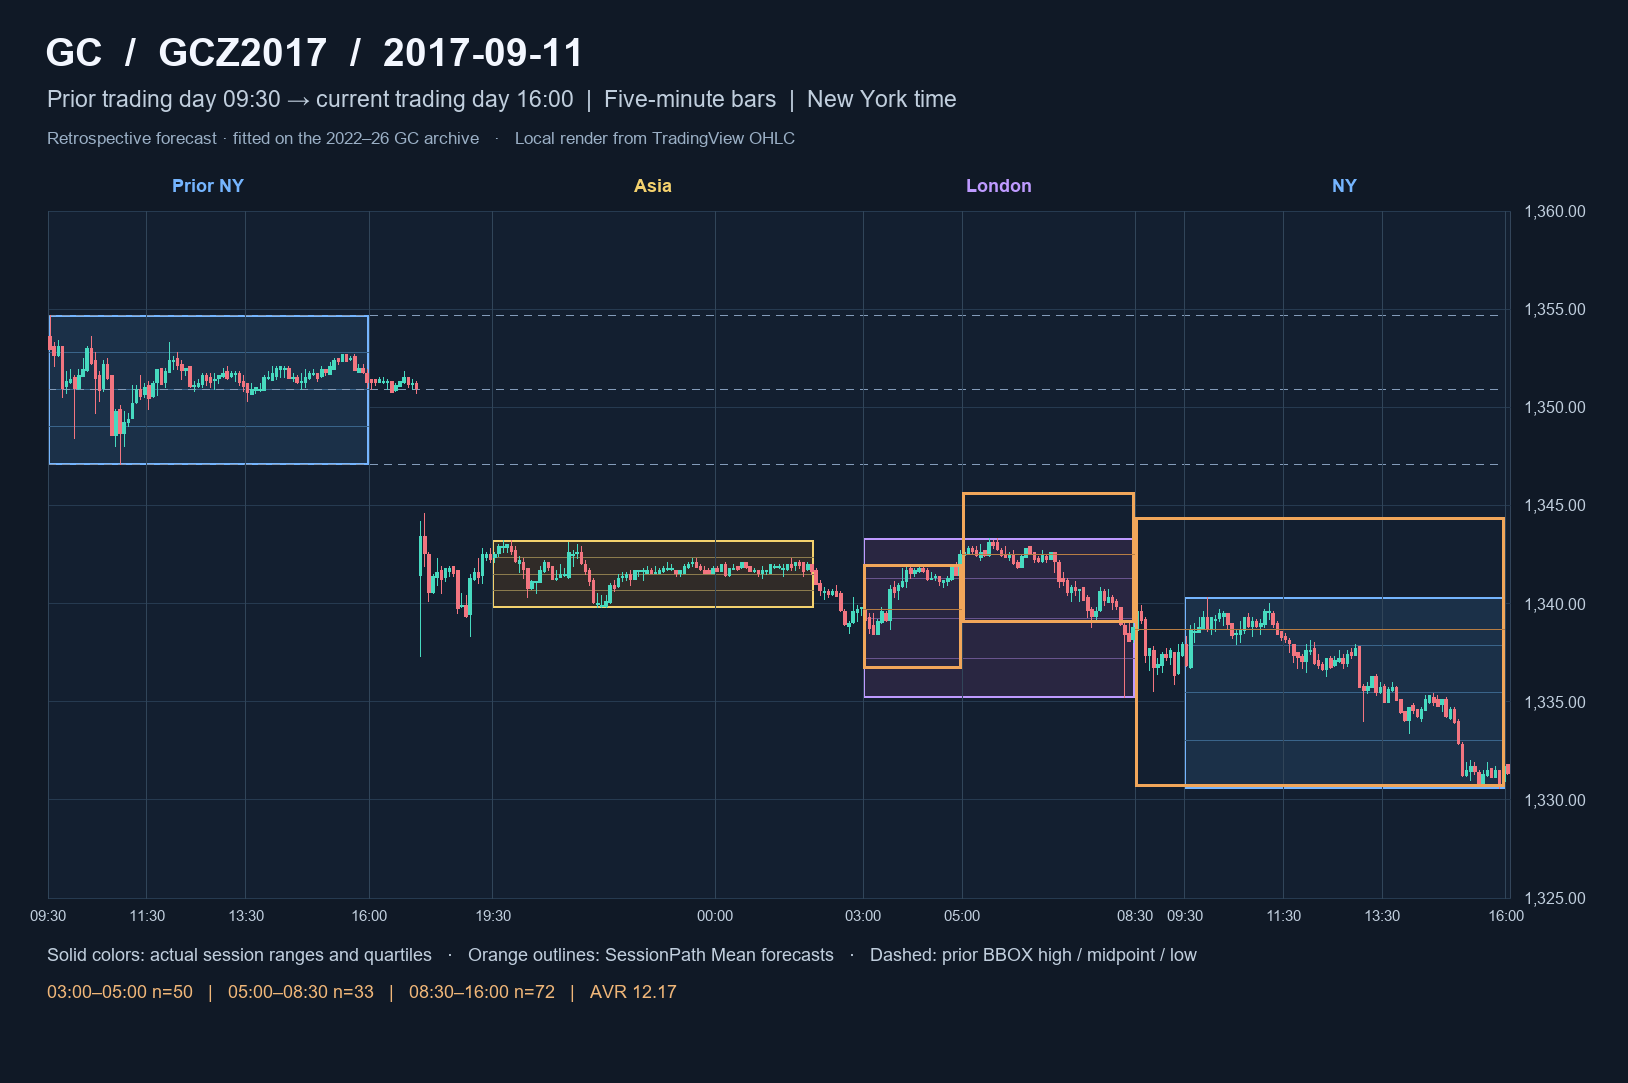 GC / GCZ2017 / 2017-09-11
Prior trading day 09:30 → current trading day 16:00 | Five-minute bars | New York time
Retrospective forecast · fitted on the 2022–26 GC archive · Local render from TradingView OHLC
Prior NY Asia London NY
1,360.00
1,355.00
1,350.00
1,345.00
1,340.00
1,335.00
1,330.00
1,325.00
09:30 11:30 13:30 16:00 19:30 00:00 03:00 05:00 08:30 09:30 11:30 13:30 16:00
Solid colors: actual session ranges and quartiles · Orange outlines: SessionPath Mean forecasts · Dashed: prior BBOX high / midpoint / low
03:00–05:00 n=50 | 05:00–08:30 n=33 | 08:30–16:00 n=72 | AVR 12.17